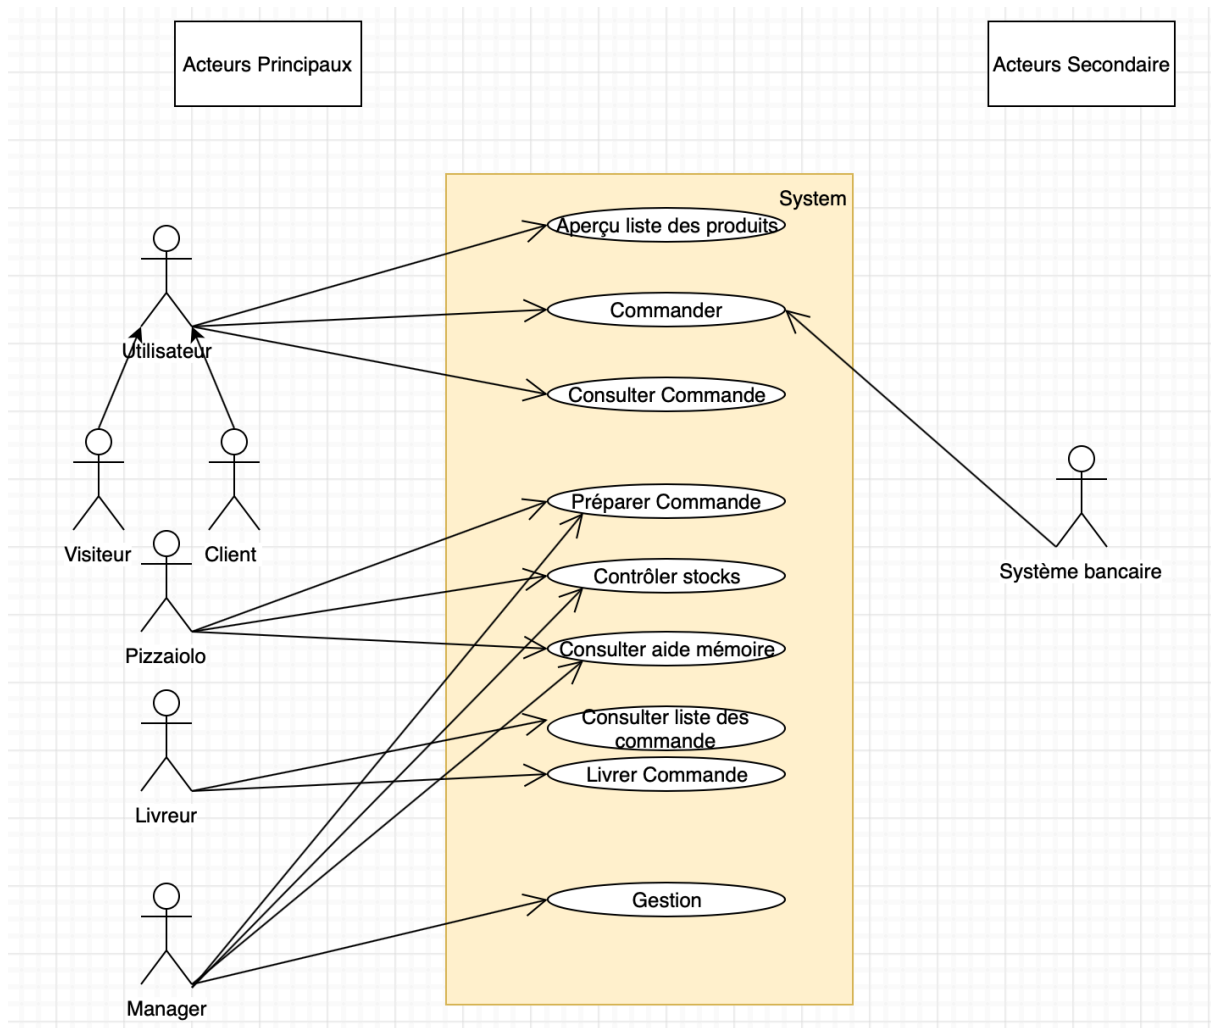 Acteurs Principaux
Acteurs Secondaire
System
Aperçu liste des produits
Commander
Utilisateur
Consulter Commande
Préparer Commande
Visiteur
Client
Contrôler stocks
Système bancaire
Pizzaiolo
Consulter aide mémoire
Consulter liste des
commande
Livrer Commande
Livreur
Gestion
Manager